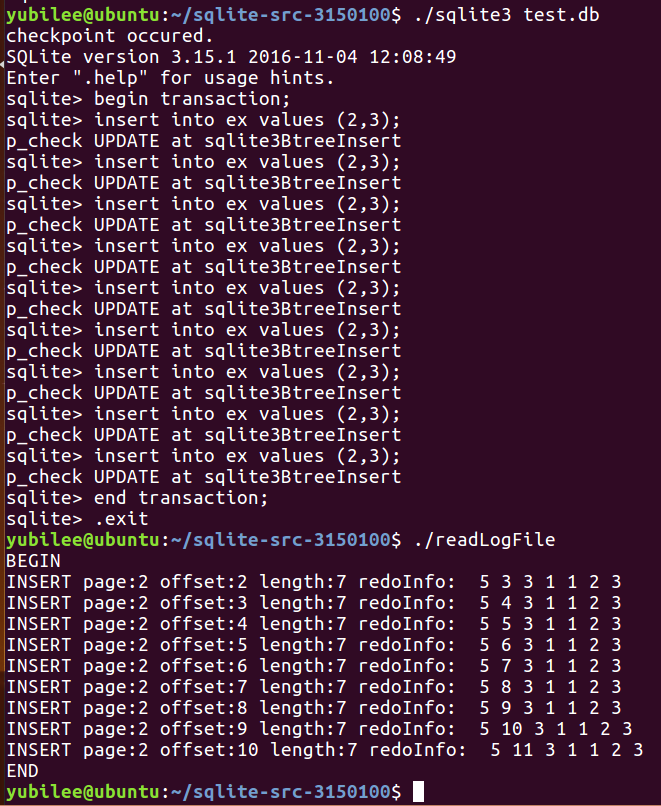 yubilee@ubuntu:~/sqlite-src-3150100$ ./sqlite3 test.db
checkpoint occured.
SQLite version 3.15.1 2016-11-04 12:08:49
Enter ".help" for usage hints.
sqlite> begin transaction;
sqlite> insert into ex values (2,3);
p_check UPDATE at sqlite3BtreeInsert
sqlite> insert into ex values (2,3);
p_check UPDATE at sqlite3BtreeInsert
sqlite> insert into ex values (2,3);
p_check UPDATE at sqlite3BtreeInsert
sqlite> insert into ex values (2,3);
p_check UPDATE at sqlite3BtreeInsert
sqlite> insert into ex values (2,3);
p_check UPDATE at sqlite3BtreeInsert
sqlite> insert into ex values (2,3);
p_check UPDATE at sqlite3BtreeInsert
sqlite> insert into ex values (2,3);
p_check UPDATE at sqlite3BtreeInsert
sqlite> insert into ex values (2,3);
p_check UPDATE at sqlite3BtreeInsert
sqlite> insert into ex values (2,3);
p_check UPDATE at sqlite3BtreeInsert
sqlite> end transaction;
sqlite> .exit
yubilee@ubuntu:~/sqlite-src-3150100$ ./readLogFile
BEGIN
INSERT page:2 offset:2 length:7 redoInfo:  5 3 3 1 1 2 3
INSERT page:2 offset:3 length:7 redoInfo:  5 4 3 1 1 2 3
INSERT page:2 offset:4 length:7 redoInfo:  5 5 3 1 1 2 3
INSERT page:2 offset:5 length:7 redoInfo:  5 6 3 1 1 2 3
INSERT page:2 offset:6 length:7 redoInfo:  5 7 3 1 1 2 3
INSERT page:2 offset:7 length:7 redoInfo:  5 8 3 1 1 2 3
INSERT page:2 offset:8 length:7 redoInfo:  5 9 3 1 1 2 3
INSERT page:2 offset:9 length:7 redoInfo:  5 10 3 1 1 2 3
INSERT page:2 offset:10 length:7 redoInfo:  5 11 3 1 1 2 3
END
yubilee@ubuntu:~/sqlite-src-3150100$